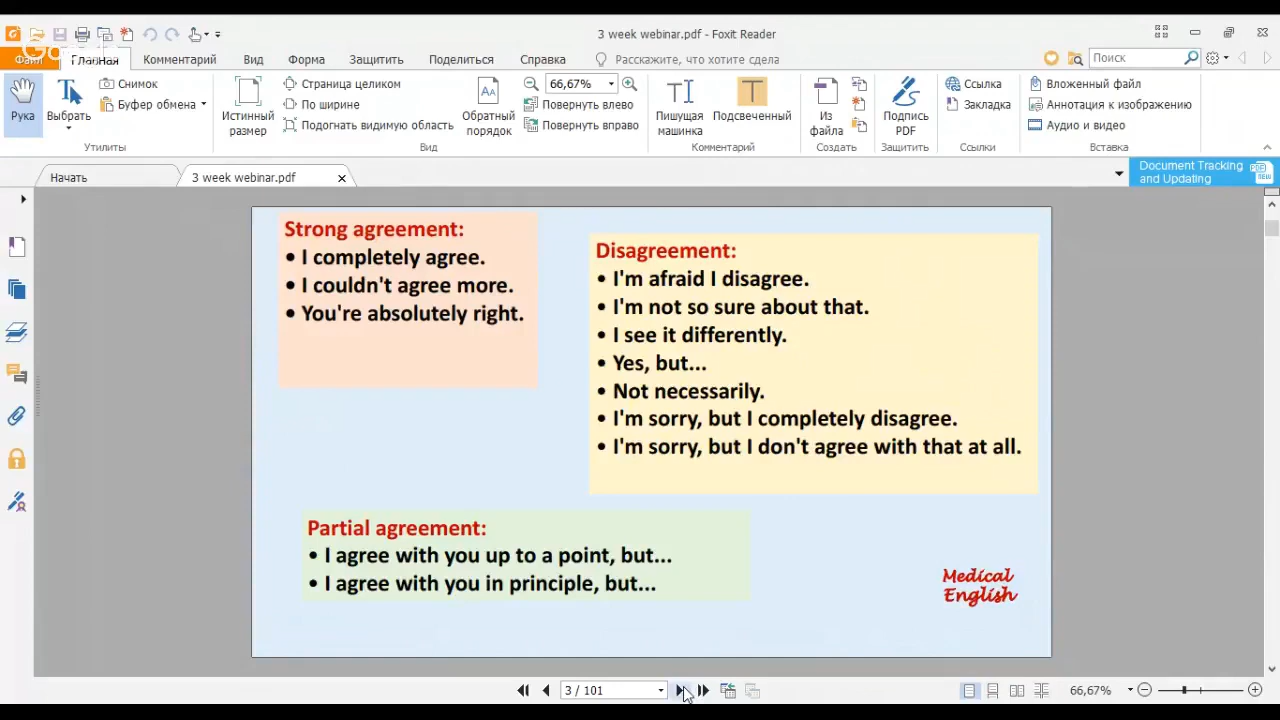 3 week webinar.pdf - Foxit Reader
Файл
Главная
Комментарий
Вид
Форма
Защитить
Поделиться
Справка
Расскажите, что хотите сделать
Поиск
Рука
Выбрать
Снимок
Буфер обмена
Утилиты
Истинный
размер
Страница целиком
По ширине
Подогнать видимую область
Обратный
порядок
66,67%
Повернуть влево
Повернуть вправо
Вид
Пишущая
машинка
Подсвеченный
Комментарий
Из
файла
Создать
Подпись
PDF
Защитить
Ссылка
Закладка
Ссылки
Вложенный файл
Аннотация к изображению
Аудио и видео
Вставка
Начать
3 week webinar.pdf
Document Tracking
and Updating
Strong agreement:
• I completely agree.
• I couldn't agree more.
• You're absolutely right.
Disagreement:
• I'm afraid I disagree.
• I'm not so sure about that.
• I see it differently.
• Yes, but...
• Not necessarily.
• I'm sorry, but I completely disagree.
• I'm sorry, but I don't agree with that at all.
Partial agreement:
• I agree with you up to a point, but...
• I agree with you in principle, but...
Medical
English
3 / 101
66,67%